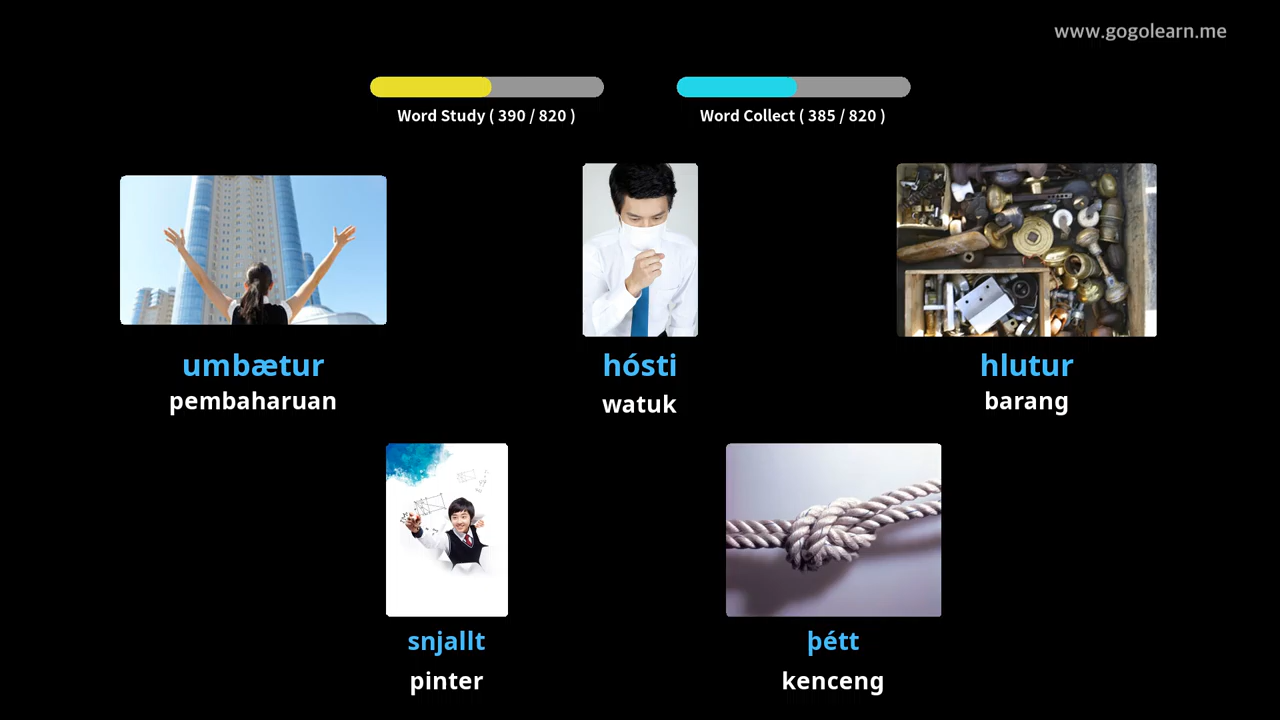 www.gogolearn.me
Word Study ( 390 / 820 )
Word Collect ( 385 / 820 )
umbætur
pembaharuan
hósti
watuk
hlutur
barang
snjallt
pinter
þétt
kenceng